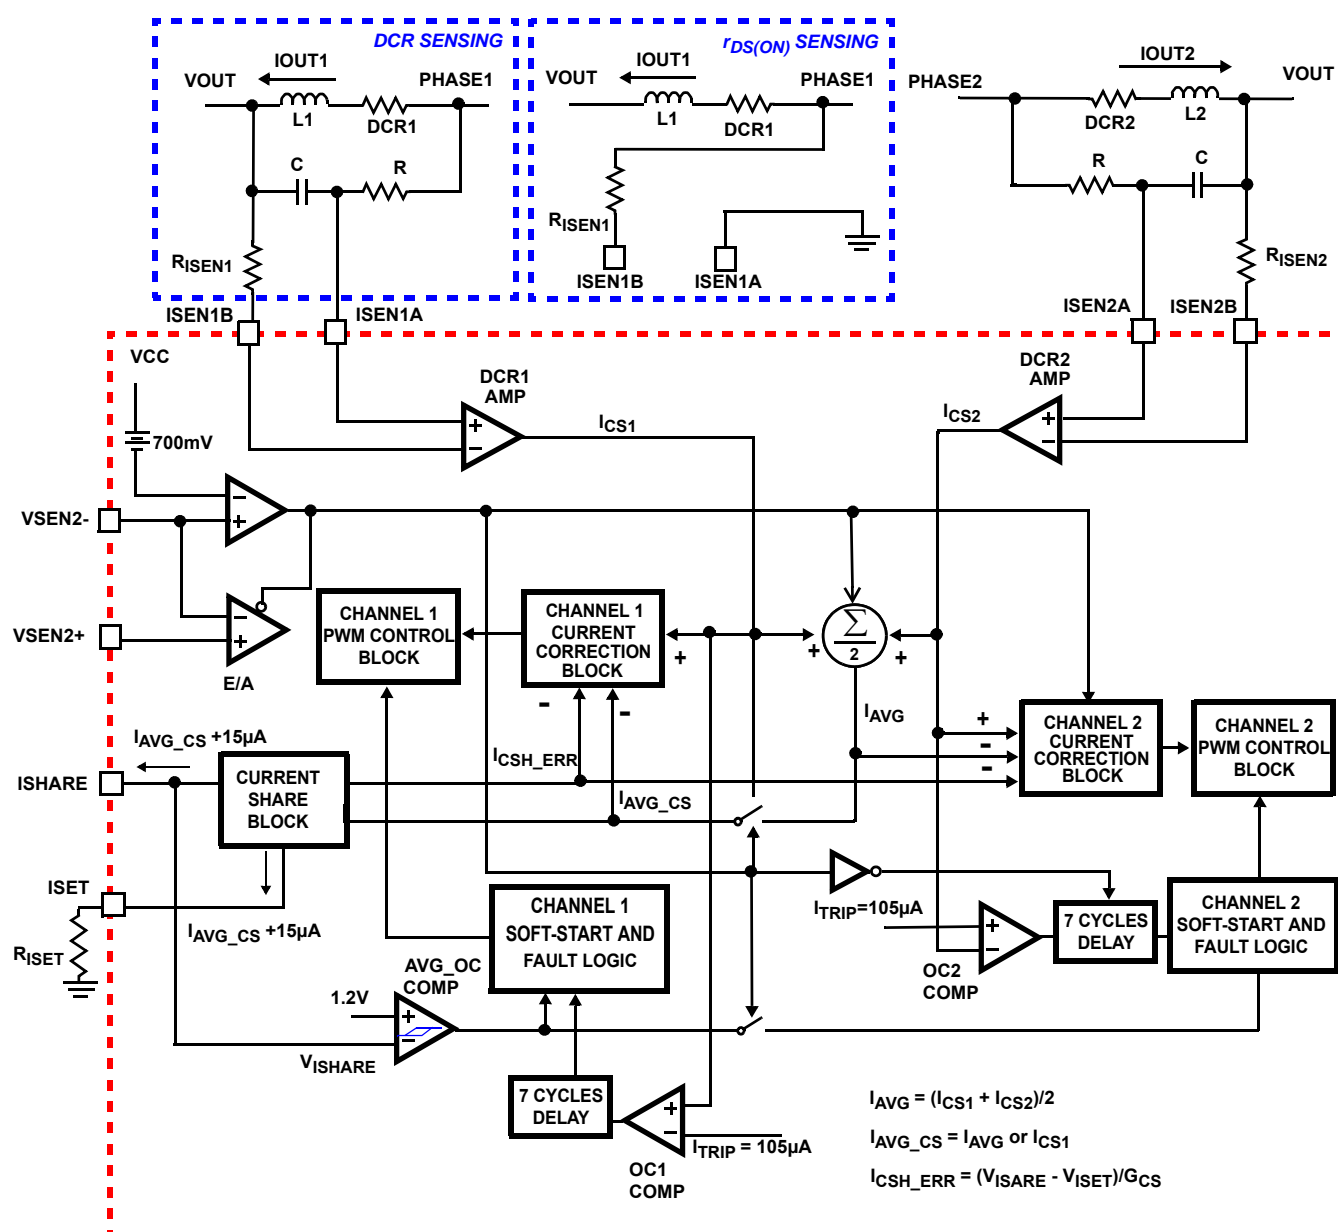 DCR SENSING
rDS(ON) SENSING
IOUT1
VOUT
PHASE1
L1
DCR1
C
R
RISEN1
ISEN1B
ISEN1A
IOUT1
VOUT
PHASE1
L1
DCR1
RISEN1
ISEN1B
ISEN1A
IOUT2
PHASE2
VOUT
DCR2
L2
R
C
RISEN2
ISEN2A
ISEN2B
VCC
700mV
DCR1
AMP
+
−
ICS1
DCR2
AMP
+
−
ICS2
VSEN2-
−
+
VSEN2+
−
+
E/A
CHANNEL 1
PWM CONTROL
BLOCK
CHANNEL 1
CURRENT
CORRECTION
BLOCK
+
-
-
Σ
2
+
+
IAVG
ICSH_ERR
IAVG_CS
+
-
-
CHANNEL 2
CURRENT
CORRECTION
BLOCK
CHANNEL 2
PWM CONTROL
BLOCK
IAVG_CS +15µA
ISHARE
CURRENT
SHARE
BLOCK
ISET
IAVG_CS +15µA
RISET
CHANNEL 1
SOFT-START AND
FAULT LOGIC
AVG_OC
COMP
1.2V
+
−
VISHARE
7 CYCLES
DELAY
+
−
ITRIP = 105µA
OC1
COMP
ITRIP=105µA
+
−
OC2
COMP
7 CYCLES
DELAY
CHANNEL 2
SOFT-START AND
FAULT LOGIC
IAVG = (ICS1 + ICS2)/2
IAVG_CS = IAVG or ICS1
ICSH_ERR = (VISARE - VISET)/GCS